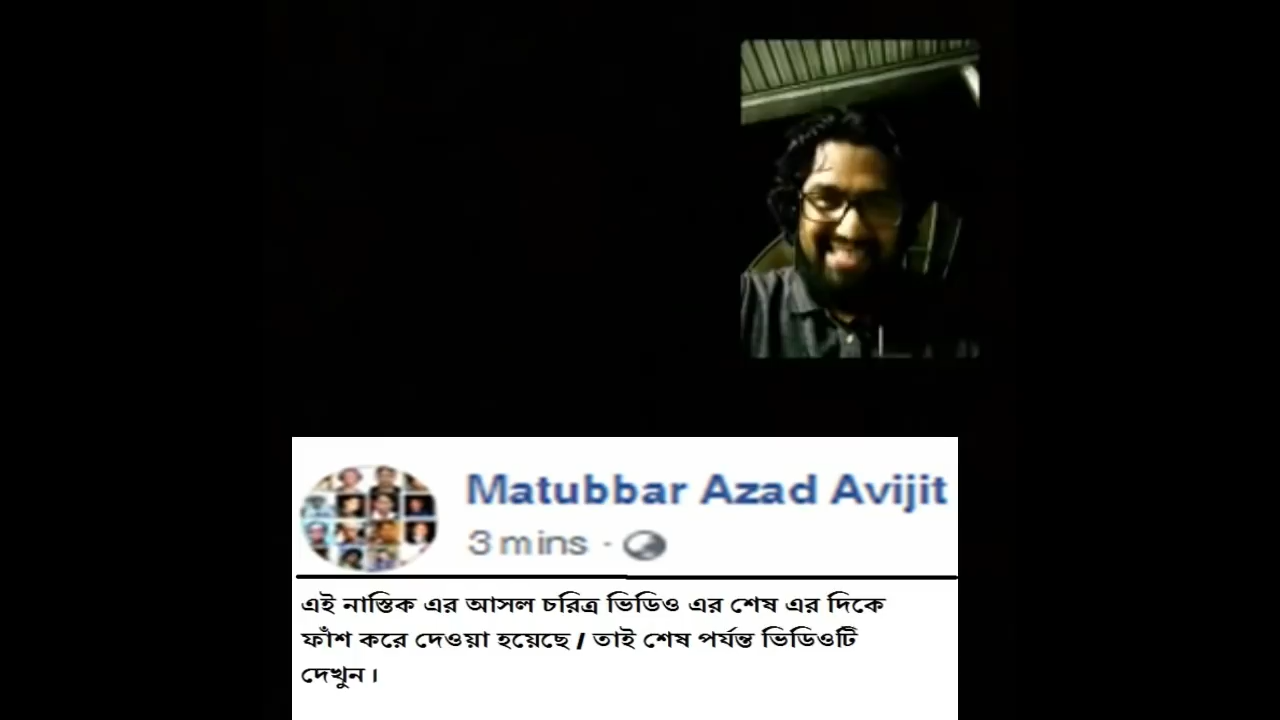 Matubbar Azad Avijit
3 mins ·
এই নাস্তিক এর আসল চরিত্র ভিডিও এর শেষ এর দিকে
ফাঁশ করে দেওয়া হয়েছে / তাই শেষ পর্যন্ত ভিডিওটি
দেখুন।